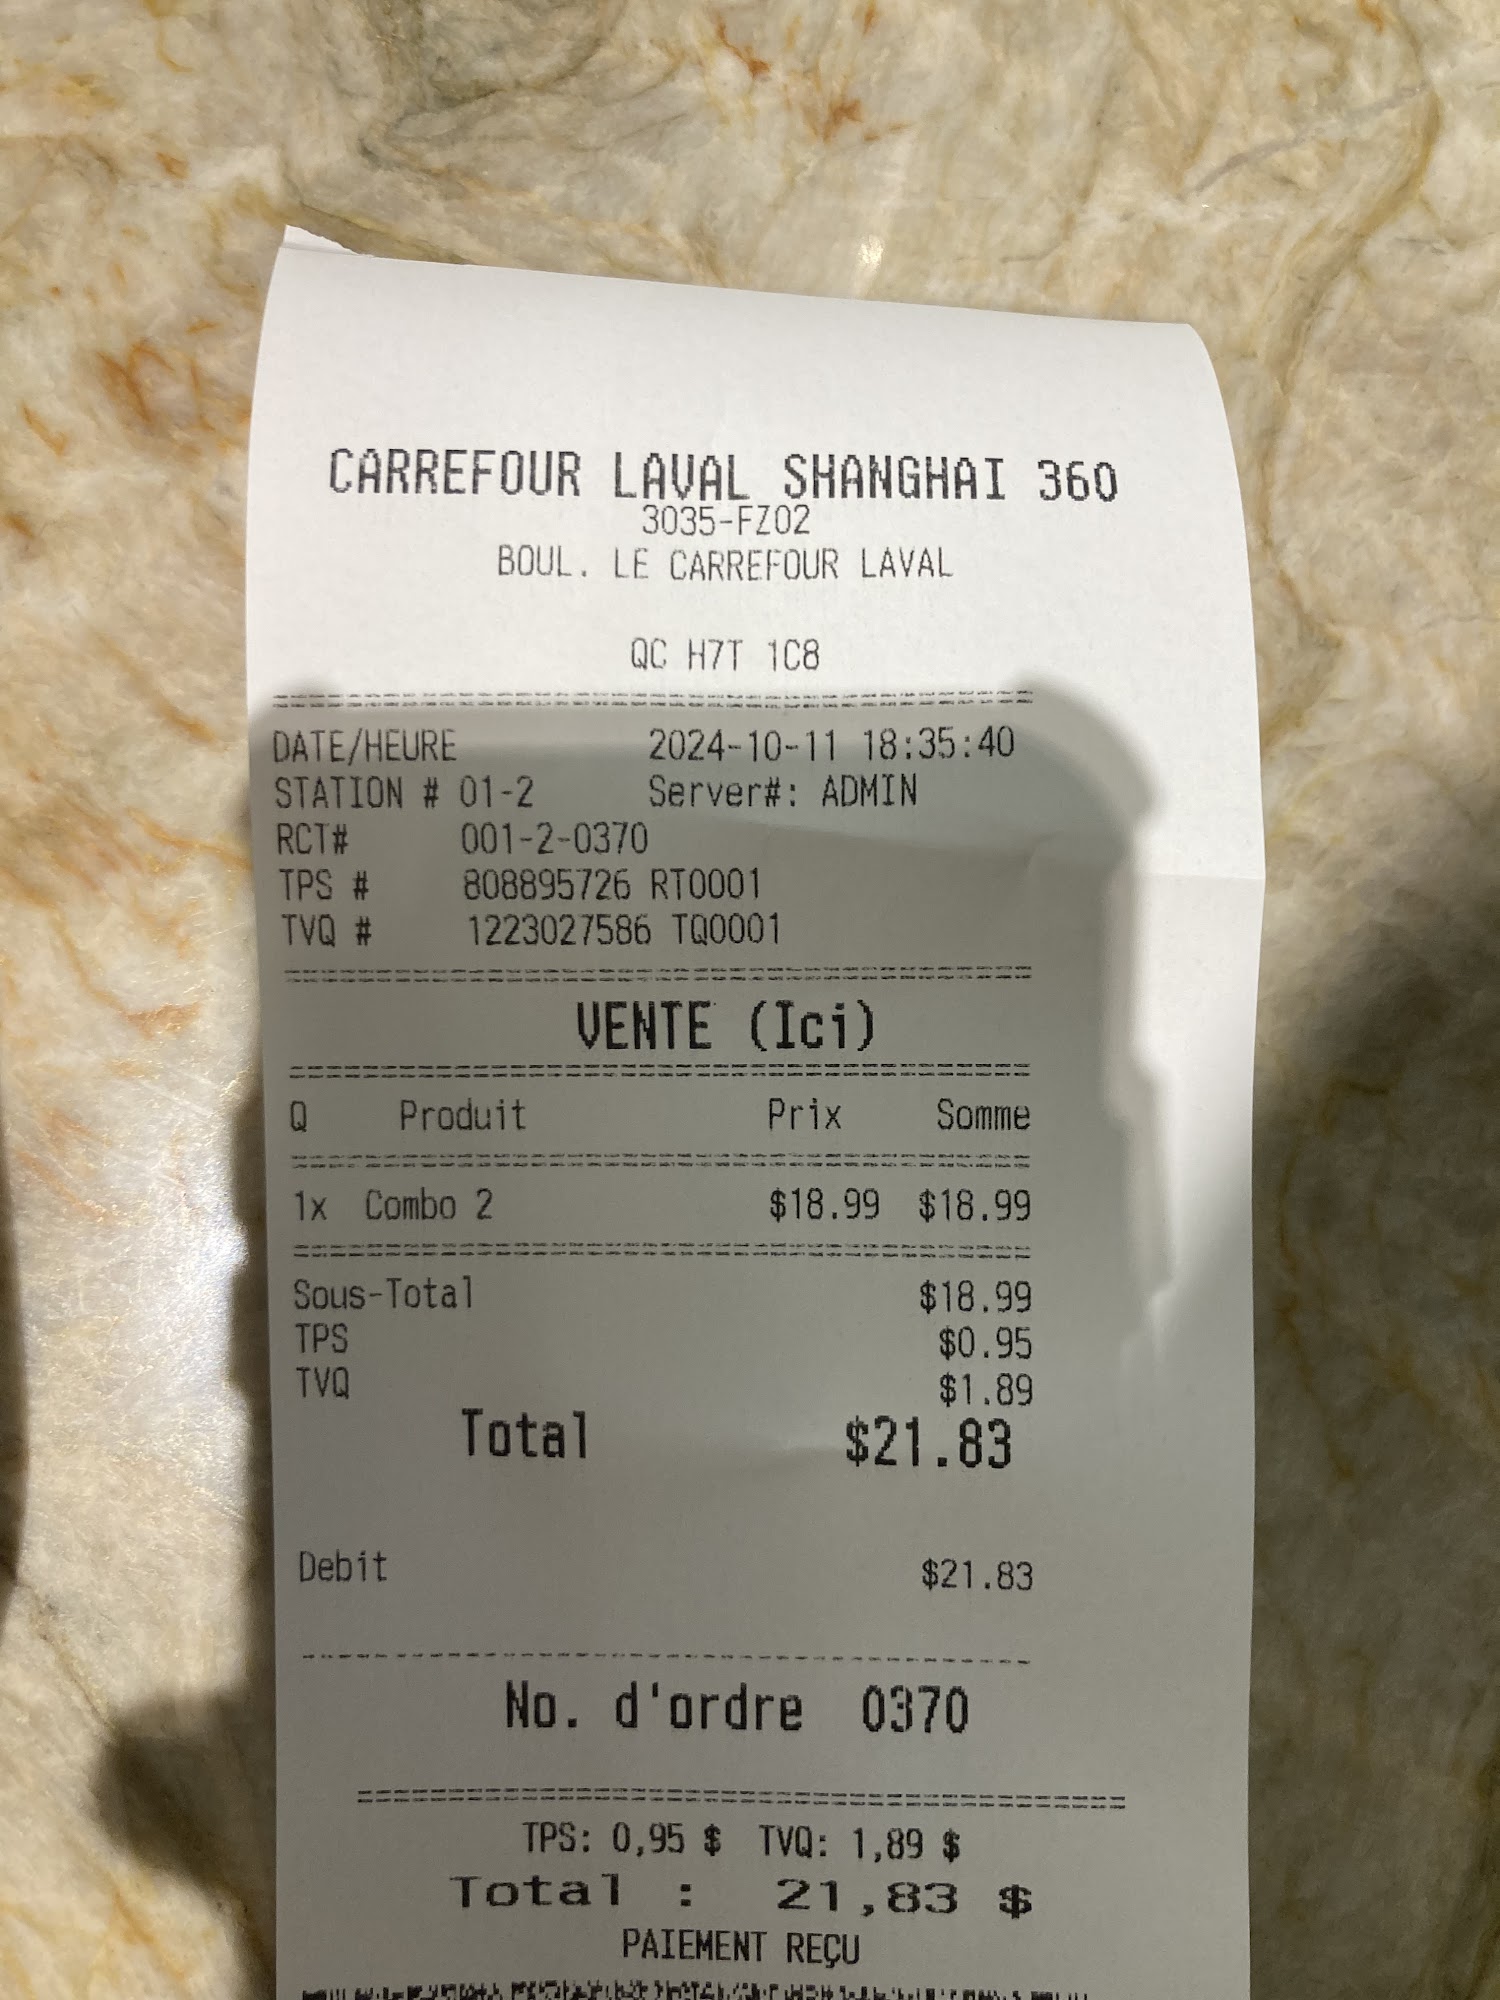 CARREFOUR LAVAL SHANGHAI 360
3035-FZ02
BOUL. LE CARREFOUR LAVAL
QC H7T 1C8
DATE/HEURE 2024-10-11 18:35:40
STATION # 01-2 Server#: ADMIN
RCT# 001-2-0370
TPS # 808895726 RT0001
TVQ # 1223027586 TQ0001
VENTE (Ici)
Q Produit Prix Somme
1x Combo 2 $18.99 $18.99
Sous-Total $18.99
TPS $0.95
TVQ $1.89
Total $21.83
Debit $21.83
No. d'ordre 0370
TPS: 0,95 $ TVQ: 1,89 $
Total : 21,83 $
PAIEMENT REÇU